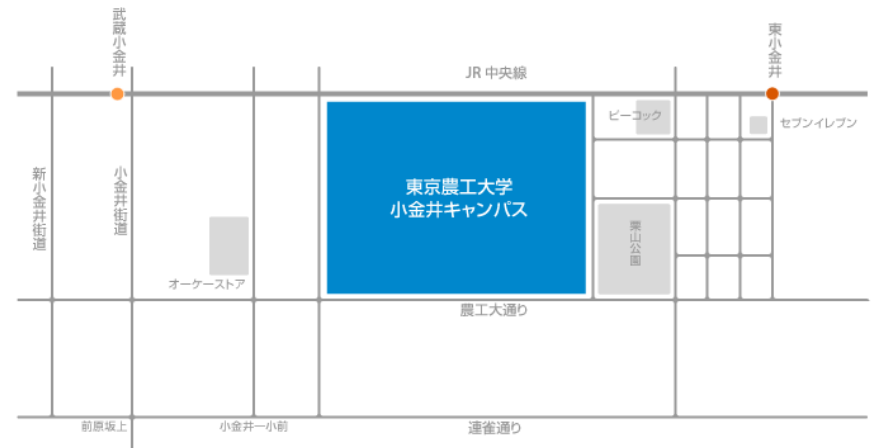 武蔵小金井
東小金井
JR 中央線
ピーコック
セブンイレブン
新小金井街道
小金井街道
東京農工大学
小金井キャンパス
栗山公園
オーケーストア
農工大通り
前原坂上
小金井一小前
連雀通り